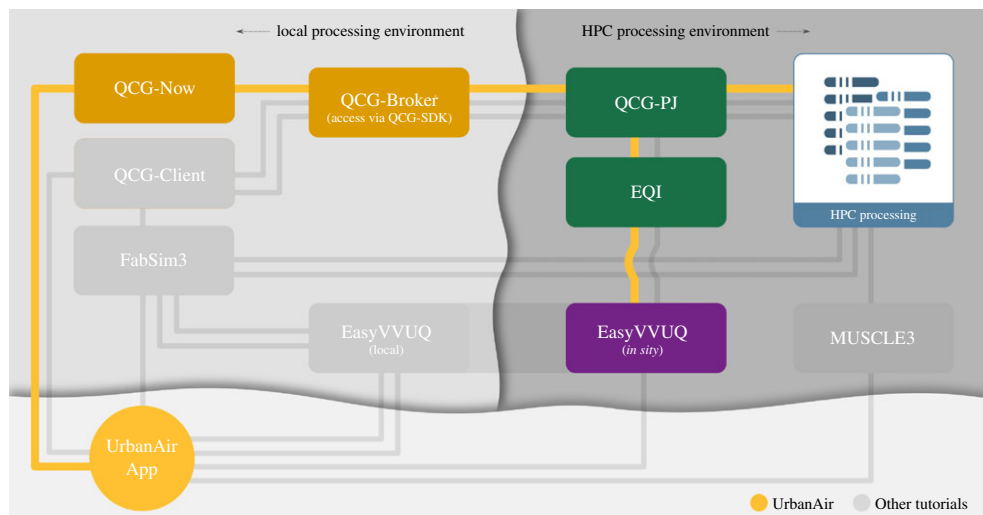 local processing environment
HPC processing environment
QCG-Now
QCG-Broker
(access via QCG-SDK)
QCG-PJ
QCG-Client
EQI
HPC processing
FabSim3
EasyVVUQ
(local)
EasyVVUQ
(in sity)
MUSCLE3
UrbanAir
App
UrbanAir
Other tutorials